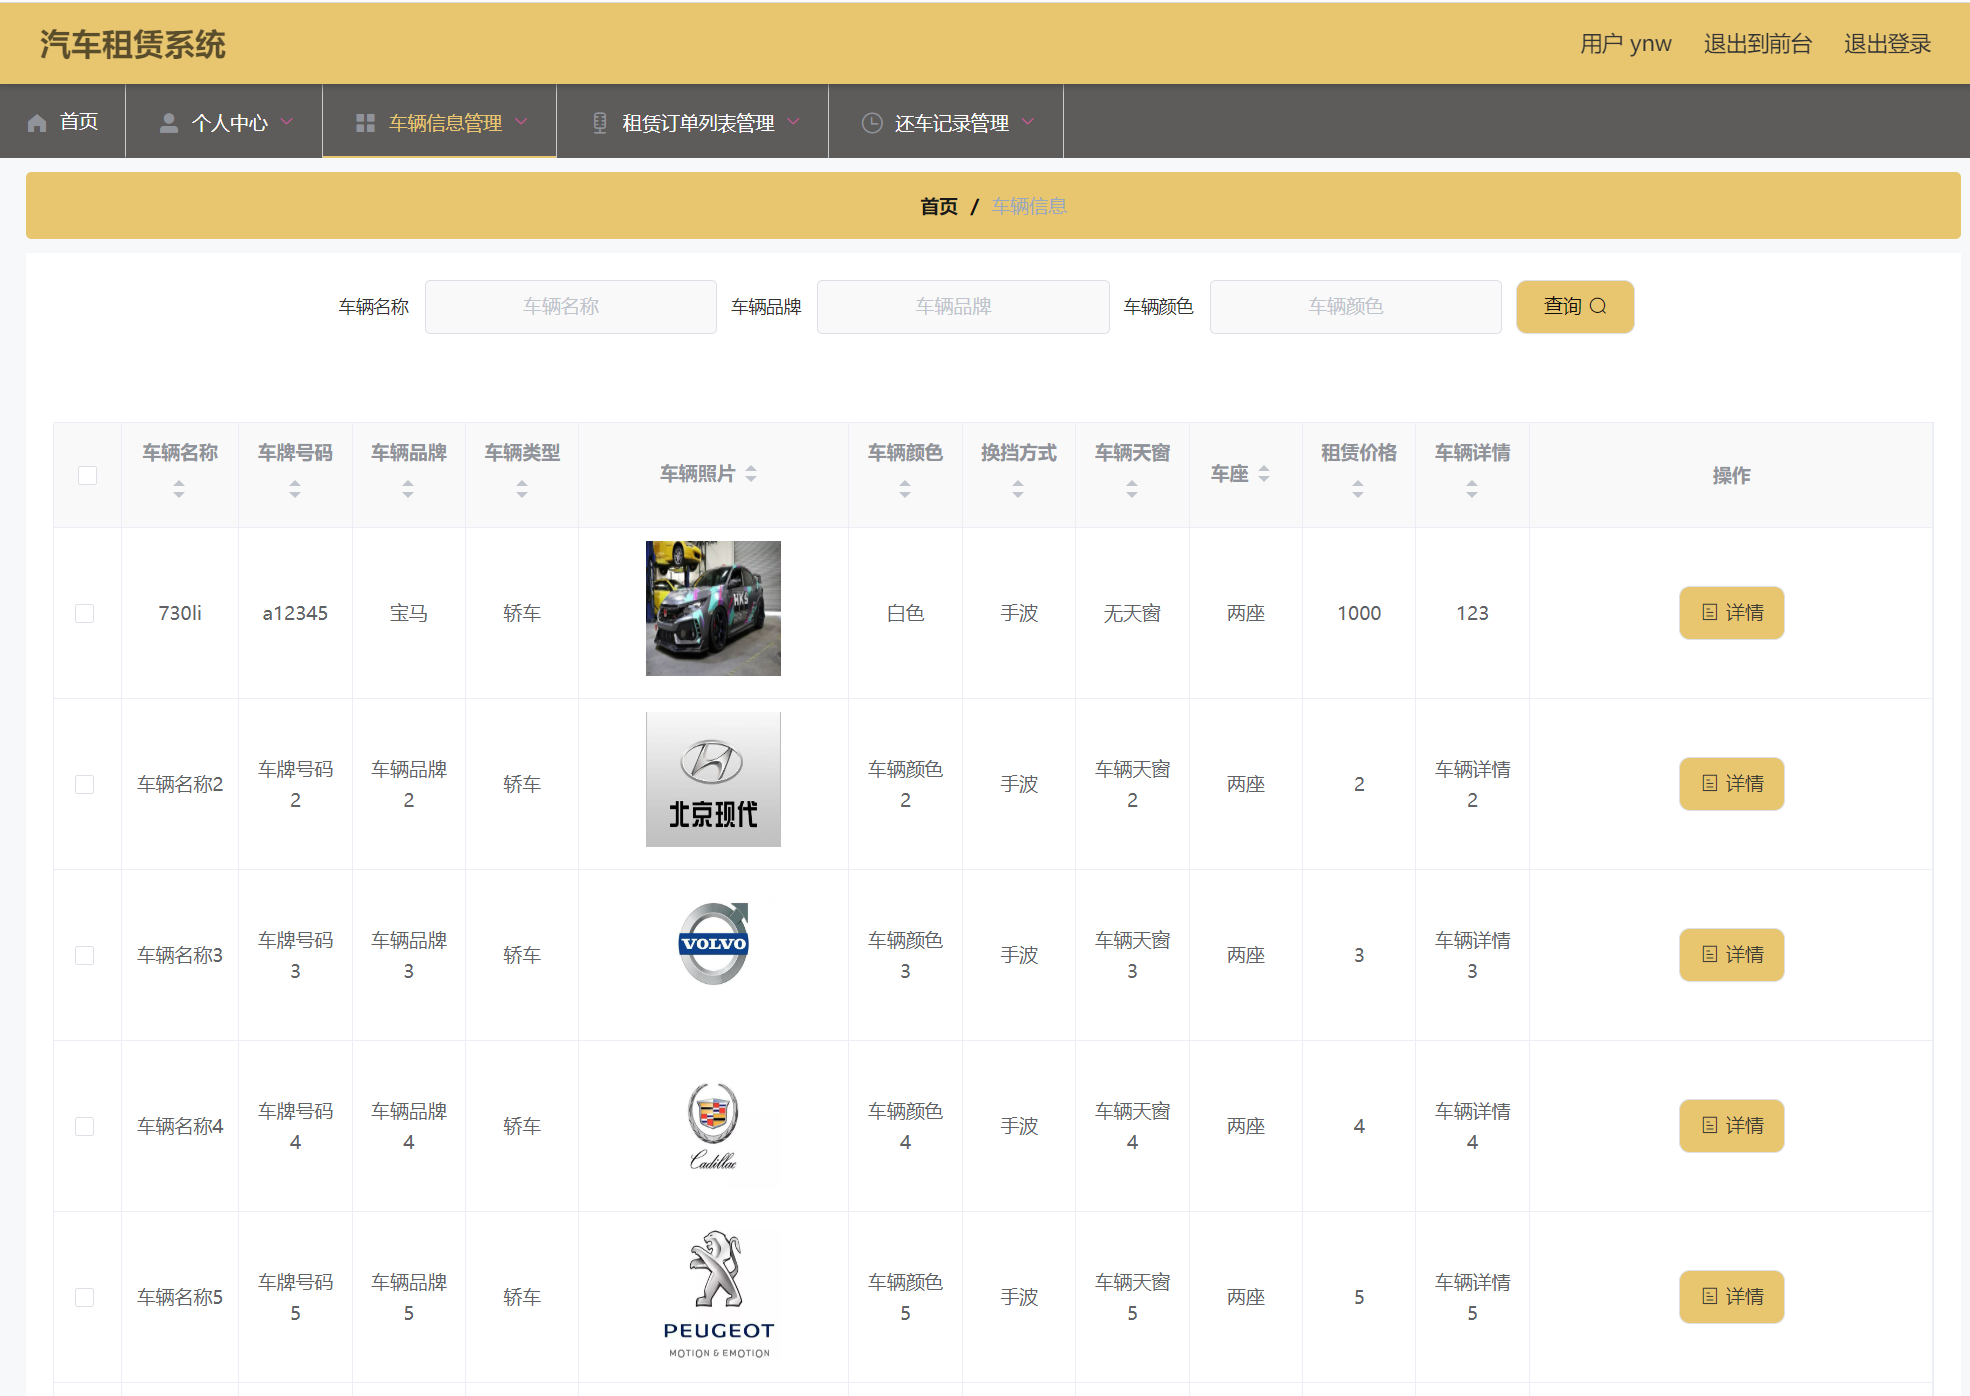 汽车租赁系统
用户 ynw 退出到前台 退出登录
首页 个人中心 车辆信息管理 租赁订单列表管理 还车记录管理
首页 / 车辆信息
车辆名称 车辆名称 车辆品牌 车辆品牌 车辆颜色 车辆颜色 查询
车辆名称 车牌号码 车辆品牌 车辆类型 车辆照片 车辆颜色 换挡方式 车辆天窗 车座 租赁价格 车辆详情 操作
HKS
730li a12345 宝马 轿车 白色 手波 无天窗 两座 1000 123 详情
车辆名称2 车牌号码2 车辆品牌2 轿车 车辆颜色2 手波 车辆天窗2 两座 2 车辆详情2 详情
北京现代
车辆名称3 车牌号码3 车辆品牌3 轿车 VOLVO 车辆颜色3 手波 车辆天窗3 两座 3 车辆详情3 详情
车辆名称4 车牌号码4 车辆品牌4 轿车 车辆颜色4 手波 车辆天窗4 两座 4 车辆详情4 详情
Cadillac
车辆名称5 车牌号码5 车辆品牌5 轿车 车辆颜色5 手波 车辆天窗5 两座 5 车辆详情5 详情
PEUGEOT
MOTION & EMOTION